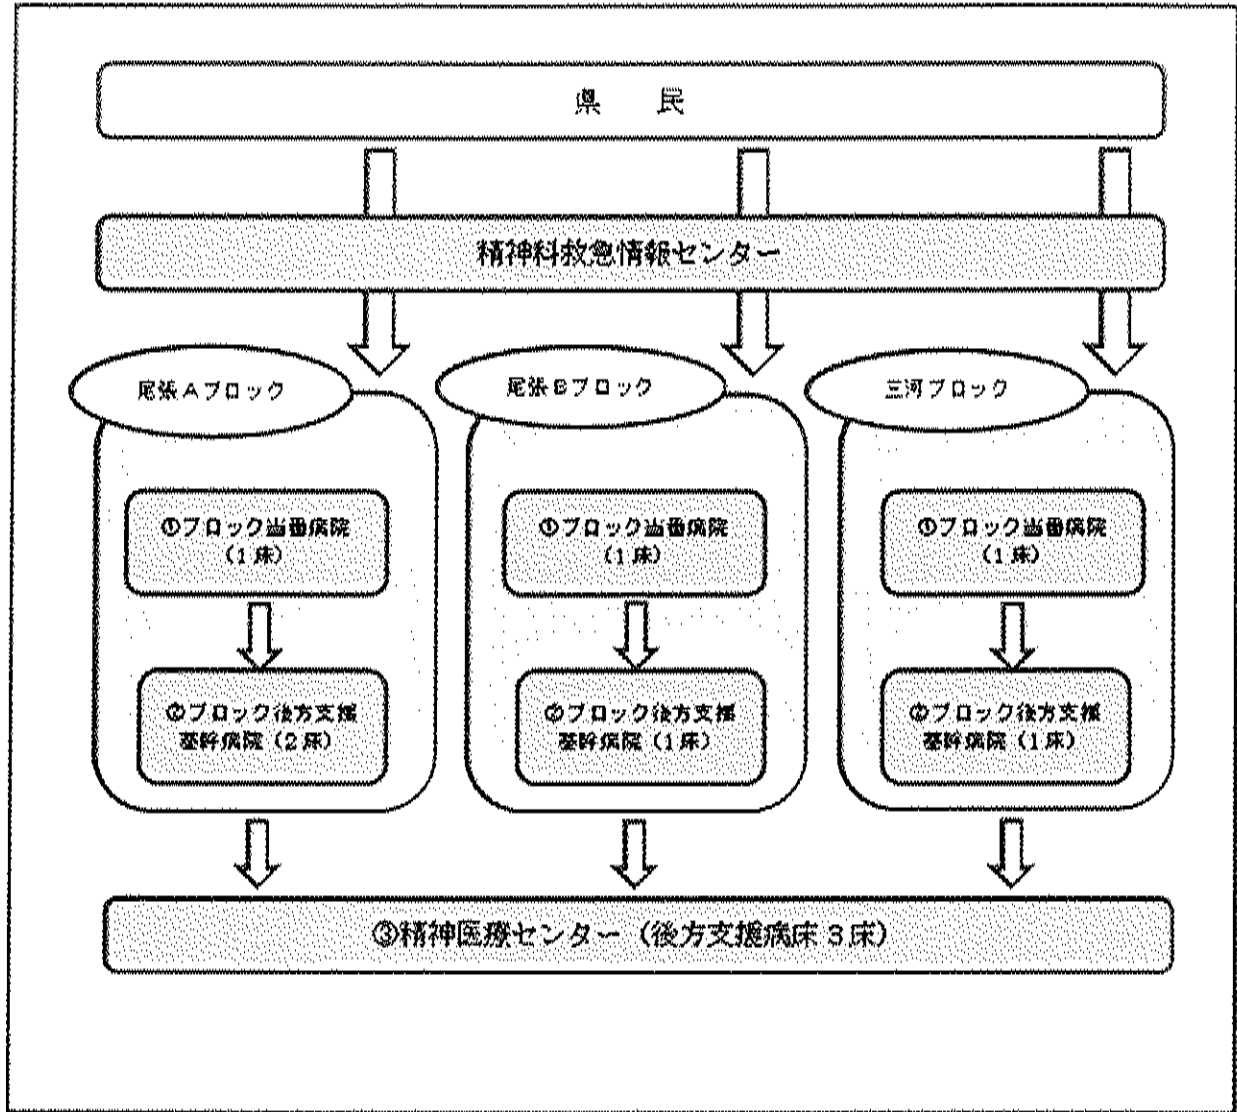 県　民
精神科救急情報センター
尾張Aブロック
尾張Bブロック
三河ブロック
①ブロック当番病院
(1床)
①ブロック当番病院
(1床)
①ブロック当番病院
(1床)
②ブロック後方支援
基幹病院(2床)
②ブロック後方支援
基幹病院(1床)
②ブロック後方支援
基幹病院(1床)
③精神医療センター(後方支援病床3床)